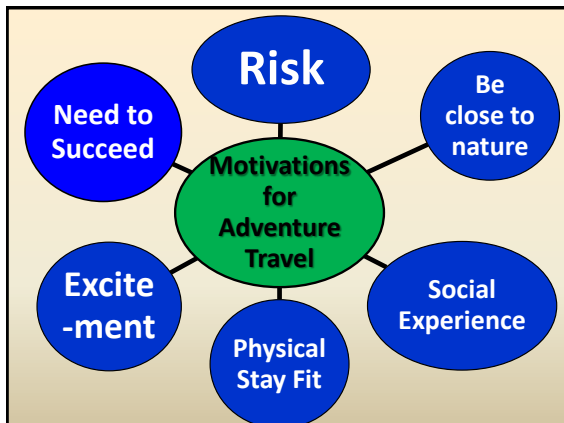 Risk
Need to
Succeed
Be
close to
nature
Motivations
for
Adventure
Travel
Excite
-ment
Social
Experience
Physical
Stay Fit